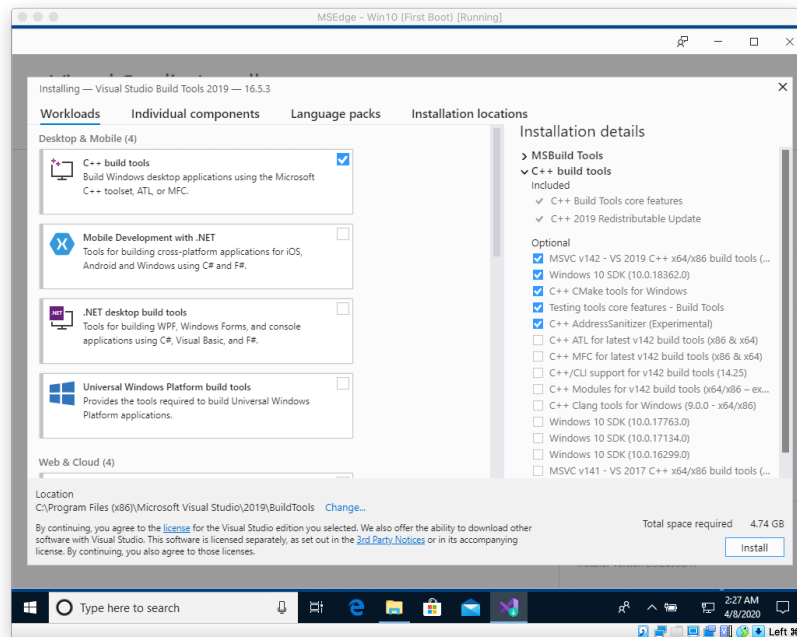 MSEdge - Win10 (First Boot) [Running]
Installing — Visual Studio Build Tools 2019 — 16.5.3
Workloads
Individual components
Language packs
Installation locations
Desktop & Mobile (4)
C++ build tools
Build Windows desktop applications using the Microsoft
C++ toolset, ATL, or MFC.
Mobile Development with .NET
Tools for building cross-platform applications for iOS,
Android and Windows using C# and F#.
.NET
.NET desktop build tools
Tools for building WPF, Windows Forms, and console
applications using C#, Visual Basic, and F#.
Universal Windows Platform build tools
Provides the tools required to build Universal Windows
Platform applications.
Web & Cloud (4)
Installation details
MSBuild Tools
C++ build tools
Included
C++ Build Tools core features
C++ 2019 Redistributable Update
Optional
MSVC v142 - VS 2019 C++ x64/x86 build tools (...
Windows 10 SDK (10.0.18362.0)
C++ CMake tools for Windows
Testing tools core features - Build Tools
C++ AddressSanitizer (Experimental)
C++ ATL for latest v142 build tools (x86 & x64)
C++ MFC for latest v142 build tools (x86 & x64)
C++/CLI support for v142 build tools (14.25)
C++ Modules for v142 build tools (x64/x86 – ex...
C++ Clang tools for Windows (9.0.0 - x64/x86)
Windows 10 SDK (10.0.17763.0)
Windows 10 SDK (10.0.17134.0)
Windows 10 SDK (10.0.16299.0)
MSVC v141 - VS 2017 C++ x64/x86 build tools (...
Location
C:\Program Files (x86)\Microsoft Visual Studio\2019\BuildTools Change...
By continuing, you agree to the license for the Visual Studio edition you selected. We also offer the ability to download other
software with Visual Studio. This software is licensed separately, as set out in the 3rd Party Notices or in its accompanying
license. By continuing, you also agree to those licenses.
Total space required 4.74 GB
Install
Type here to search
2:27 AM
4/8/2020
Left ⌘